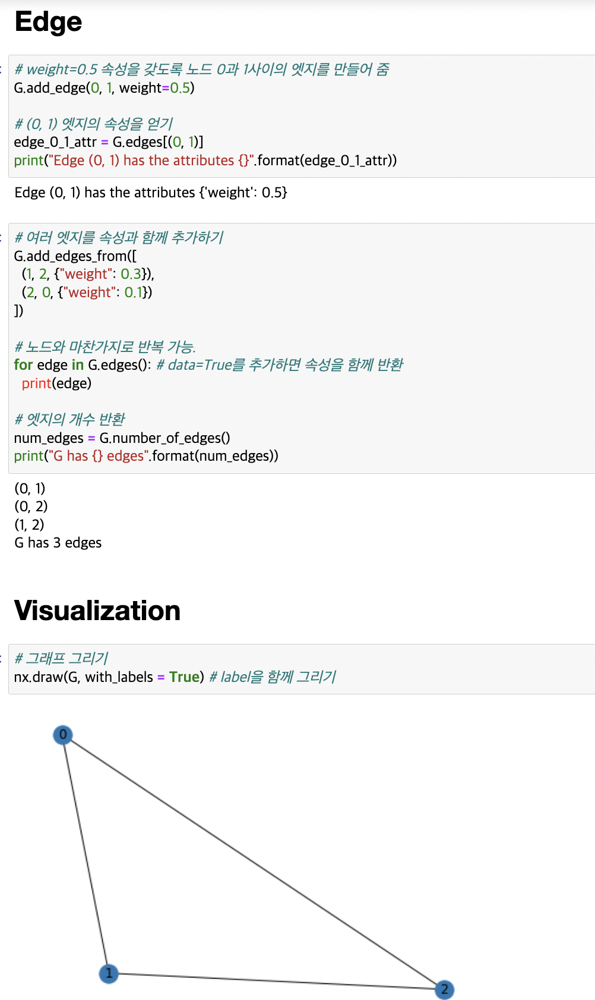 Edge
# weight=0.5 속성을 갖도록 노드 0과 1사이의 엣지를 만들어 줌
G.add_edge(0, 1, weight=0.5)
# (0, 1) 엣지의 속성을 얻기
edge_0_1_attr = G.edges[(0, 1)]
print("Edge (0, 1) has the attributes {}".format(edge_0_1_attr))
Edge (0, 1) has the attributes {'weight': 0.5}
# 여러 엣지를 속성과 함께 추가하기
G.add_edges_from([
(1, 2, {"weight": 0.3}),
(2, 0, {"weight": 0.1})
])
# 노드와 마찬가지로 반복 가능.
for edge in G.edges(): # data=True를 추가하면 속성을 함께 반환
print(edge)
# 엣지의 개수 반환
num_edges = G.number_of_edges()
print("G has {} edges".format(num_edges))
(0, 1)
(0, 2)
(1, 2)
G has 3 edges
Visualization
# 그래프 그리기
nx.draw(G, with_labels = True) # label을 함께 그리기
0
1
2